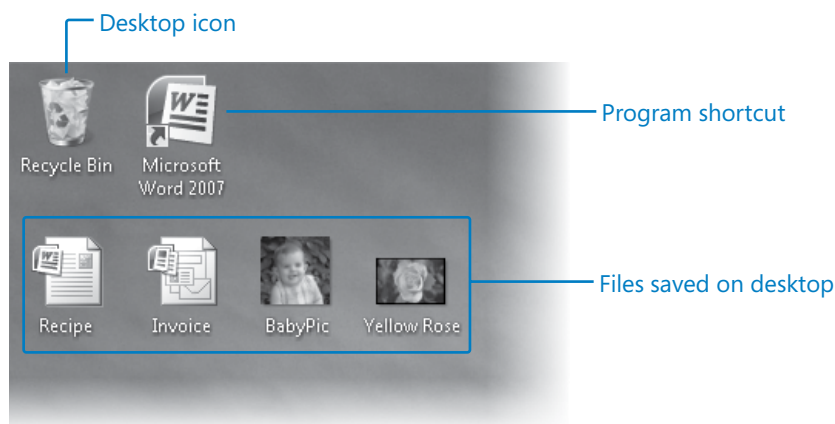 Desktop icon
Program shortcut
Recycle Bin
Microsoft
Word 2007
Files saved on desktop
Recipe
Invoice
BabyPic
Yellow Rose